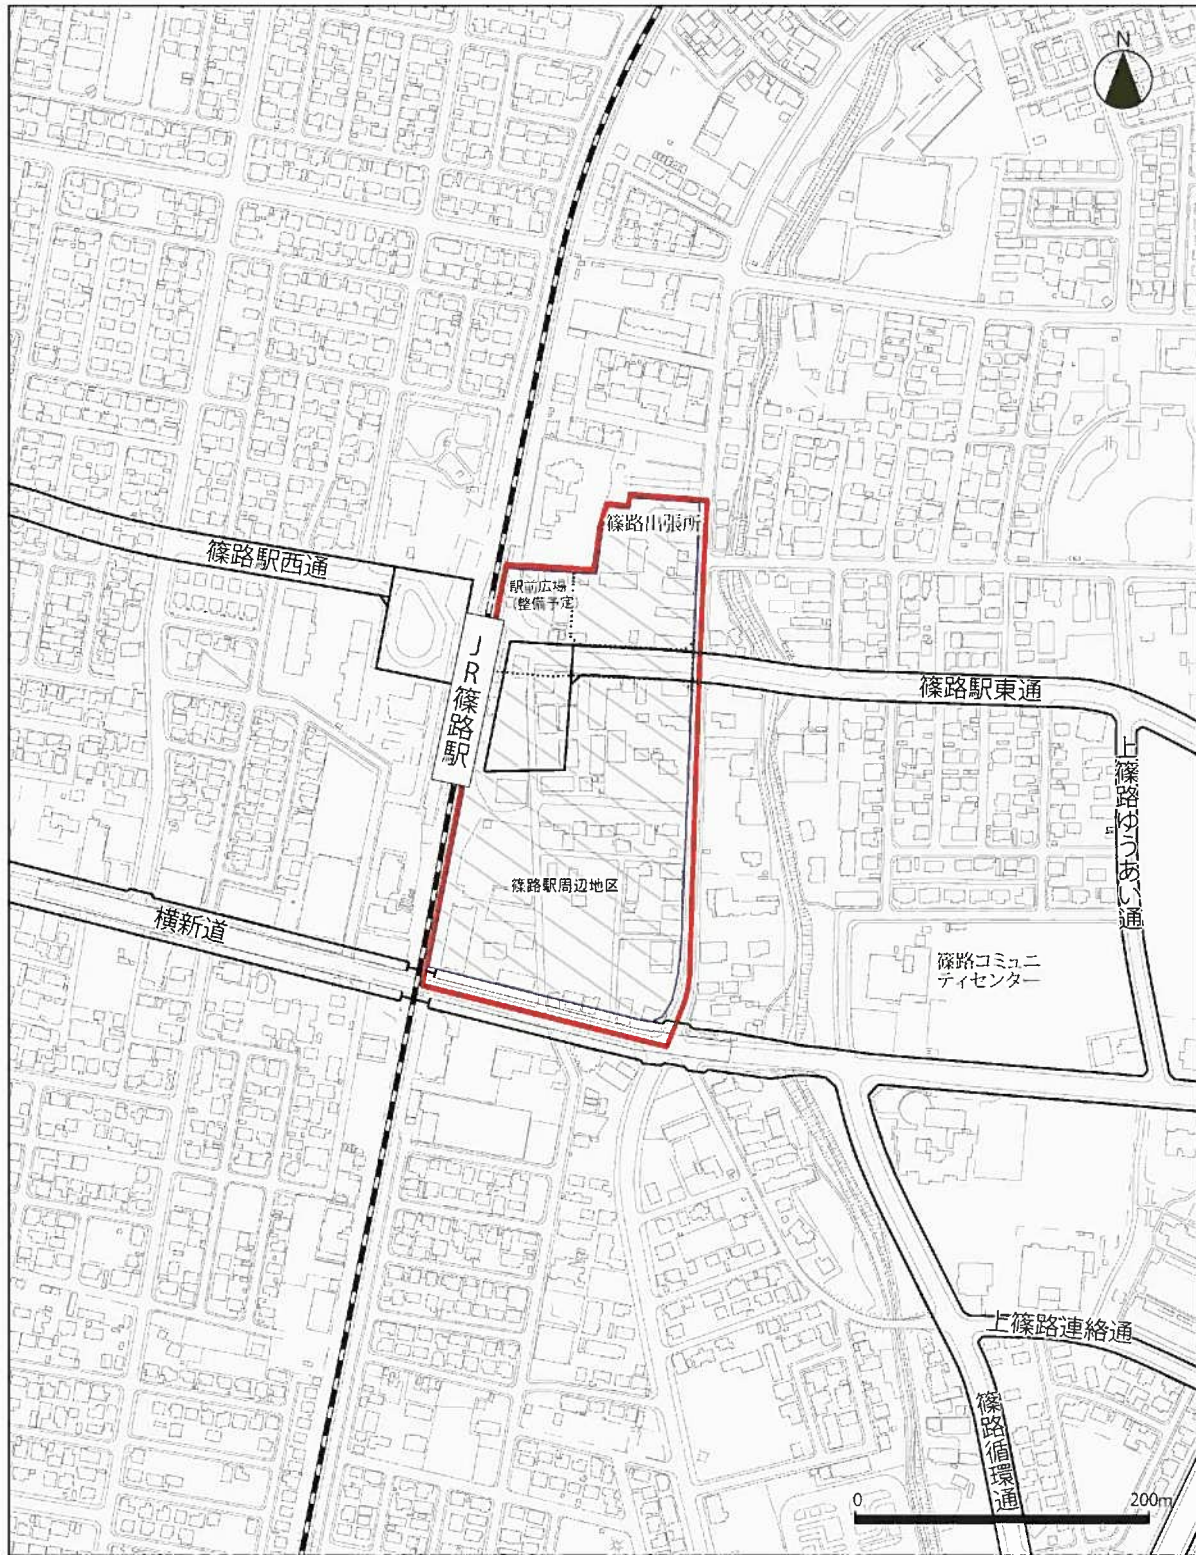 N
篠路出張所
篠路駅西通
駅前広場
(整備予定)
JR篠路駅
篠路駅東通
上篠路ゆうあい通
篠路駅周辺地区
横新道
篠路コミュニ
ティセンター
上篠路連絡通
篠路循環通
0 200m